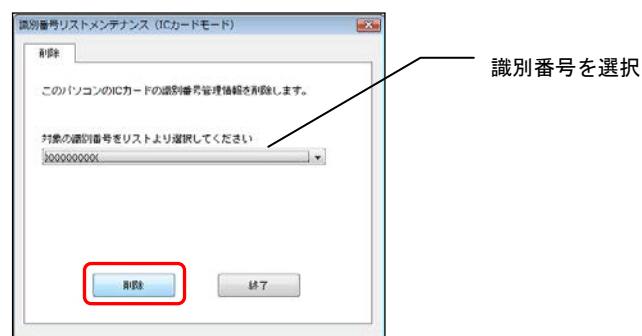 識別番号リストメンテナンス（ICカードモード）
削除
このパソコンのICカードの識別番号管理情報を削除します。
対象の識別番号をリストより選択してください
XXXXXXXXX
識別番号を選択
削除
終了